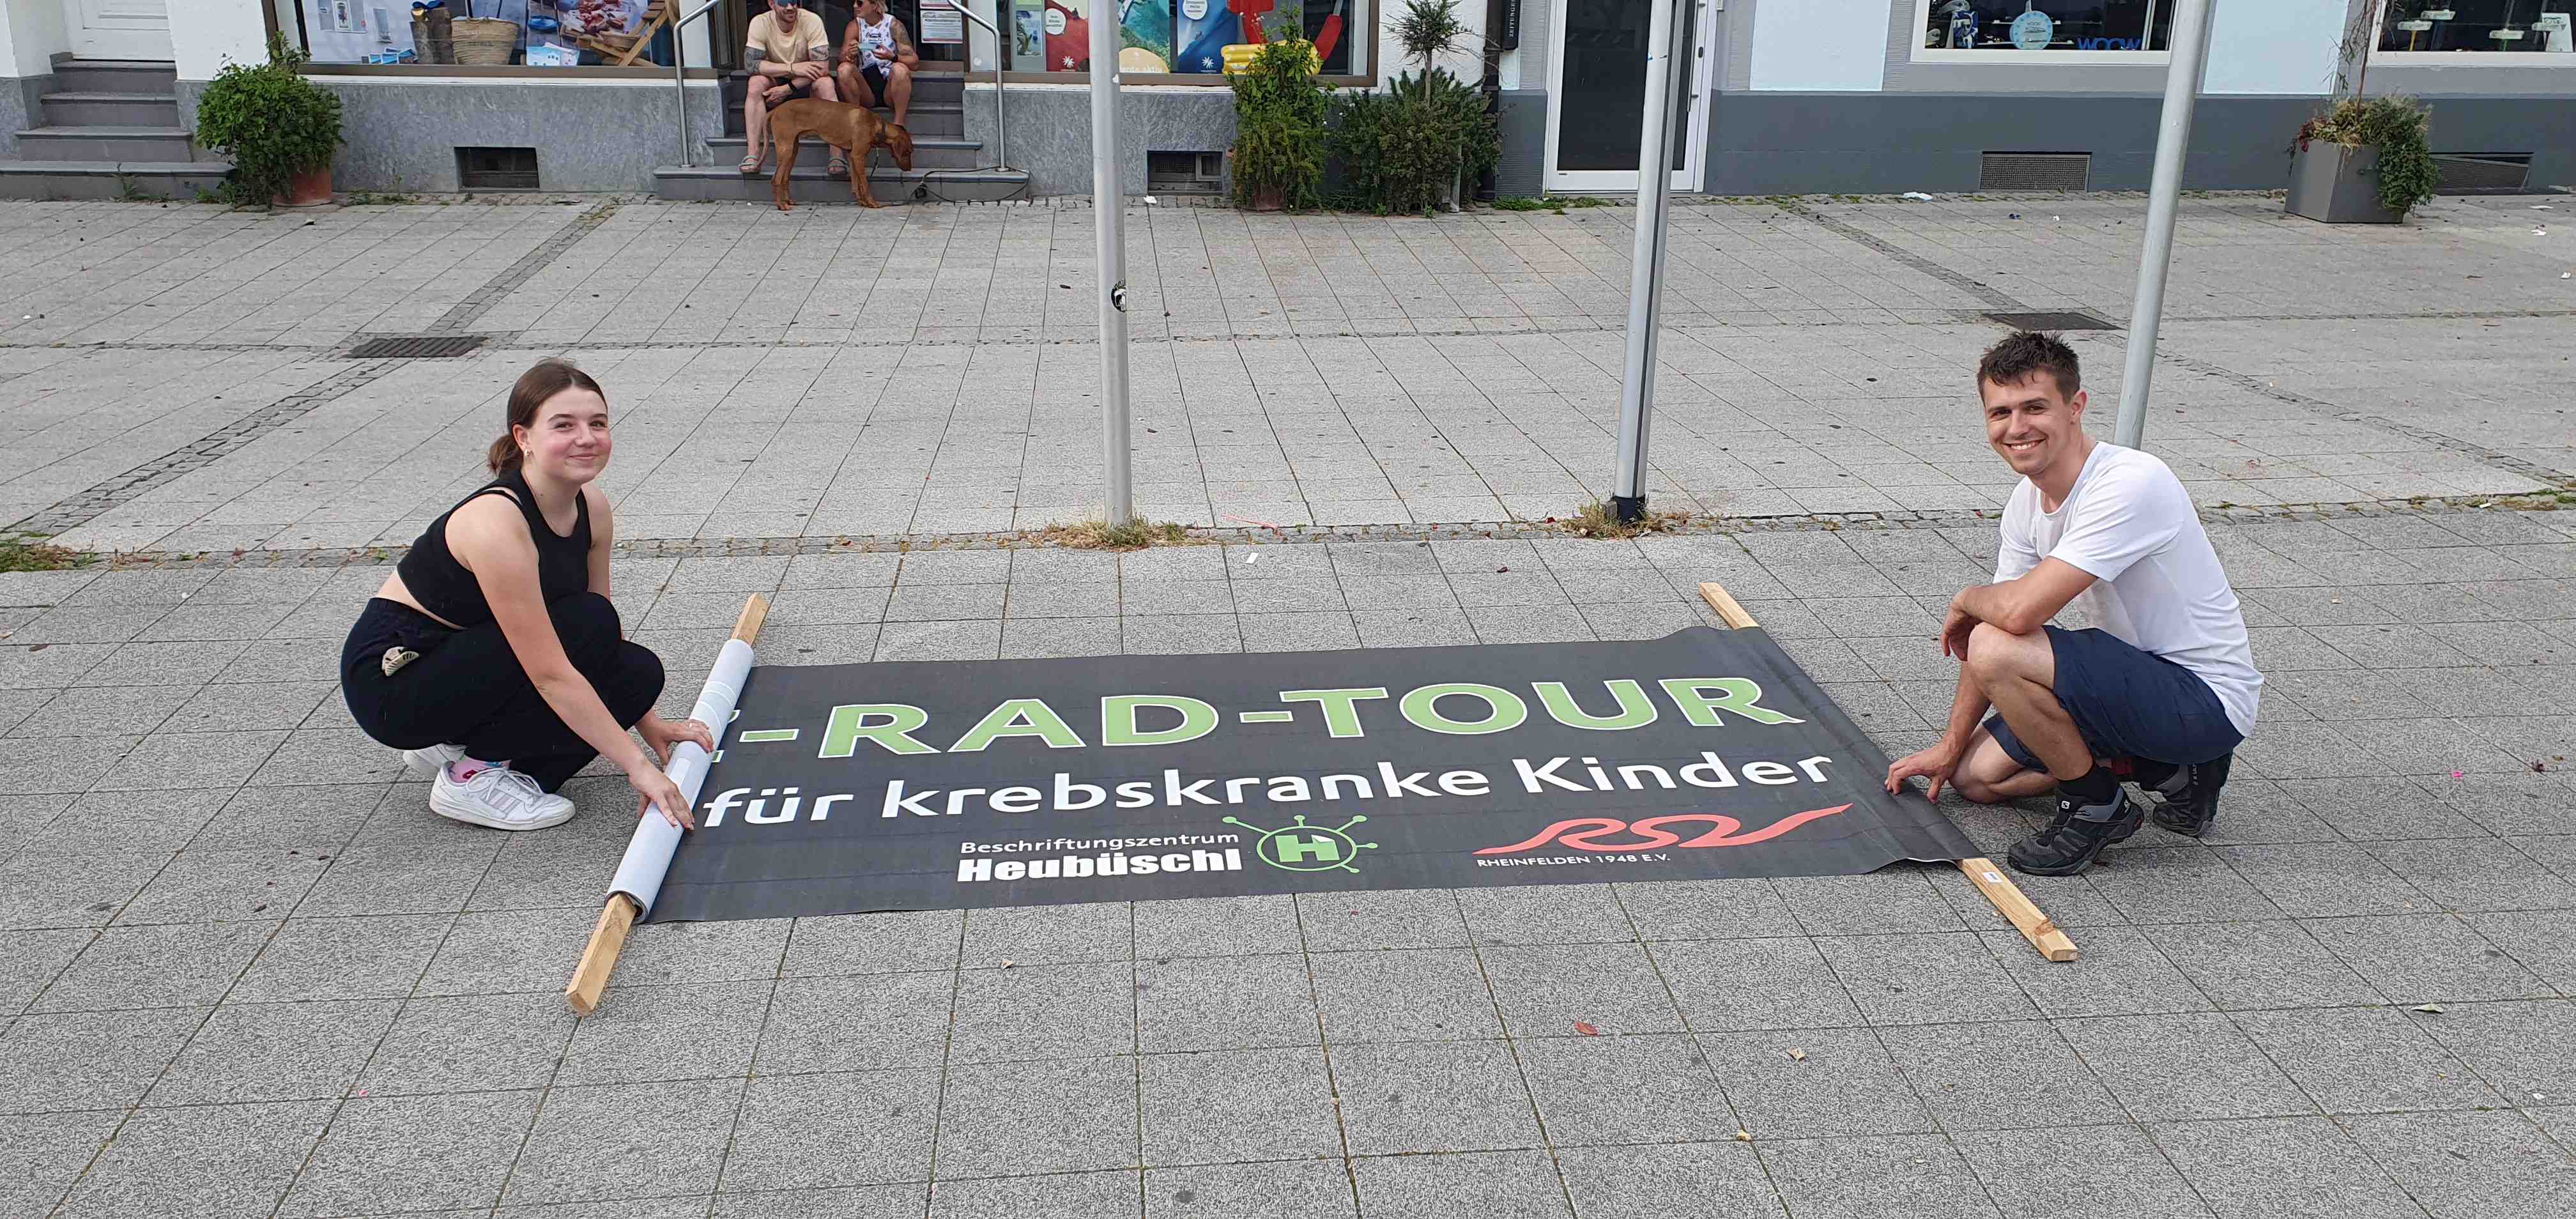 -RAD-TOUR
für krebskranke Kinder
Beschriftungszentrum
Heubüschl
H
RSV
RHEINFELDEN 1948 E.V.